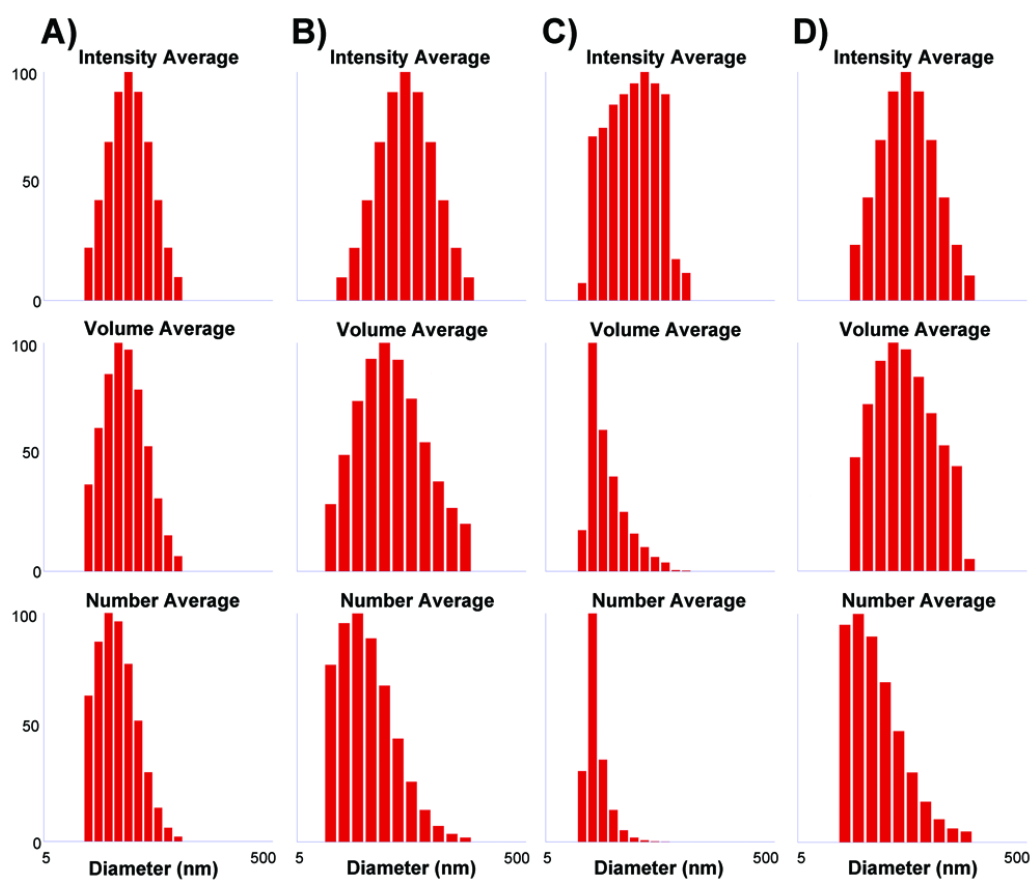 A) B) C) D)
Intensity Average Intensity Average Intensity Average Intensity Average
100
50
0
Volume Average Volume Average Volume Average Volume Average
100
50
0
Number Average Number Average Number Average Number Average
100
50
0
5 500 5 500 5 500 5 500
Diameter (nm) Diameter (nm) Diameter (nm) Diameter (nm)